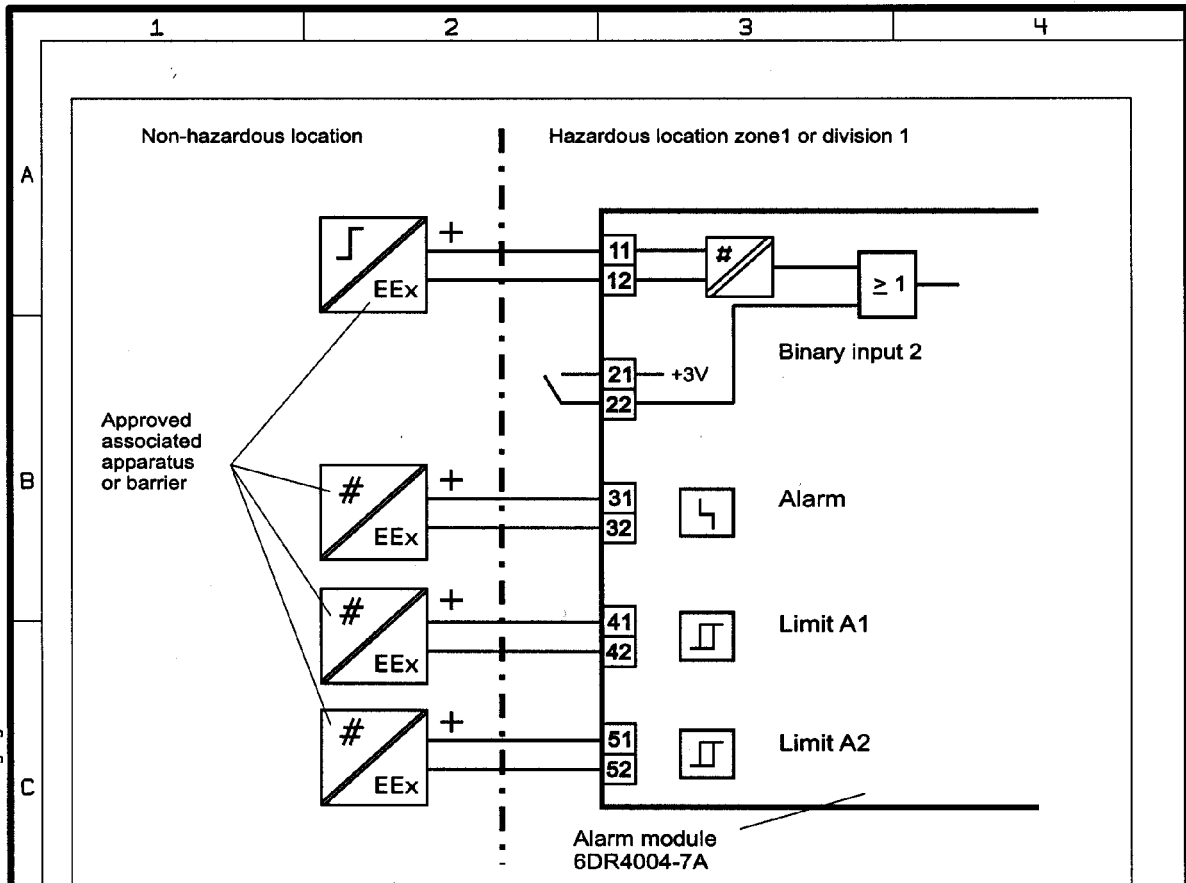 1 2 3 4
A
B
C
Non-hazardous location
Hazardous location zone1 or division 1
+
EEx
11
12
#
≥ 1
Binary input 2
21
+3V
22
Approved
associated
apparatus
or barrier
#
+
EEx
31
32
Alarm
#
+
EEx
41
42
Limit A1
#
+
EEx
51
52
Limit A2
Alarm module
6DR4004-7A